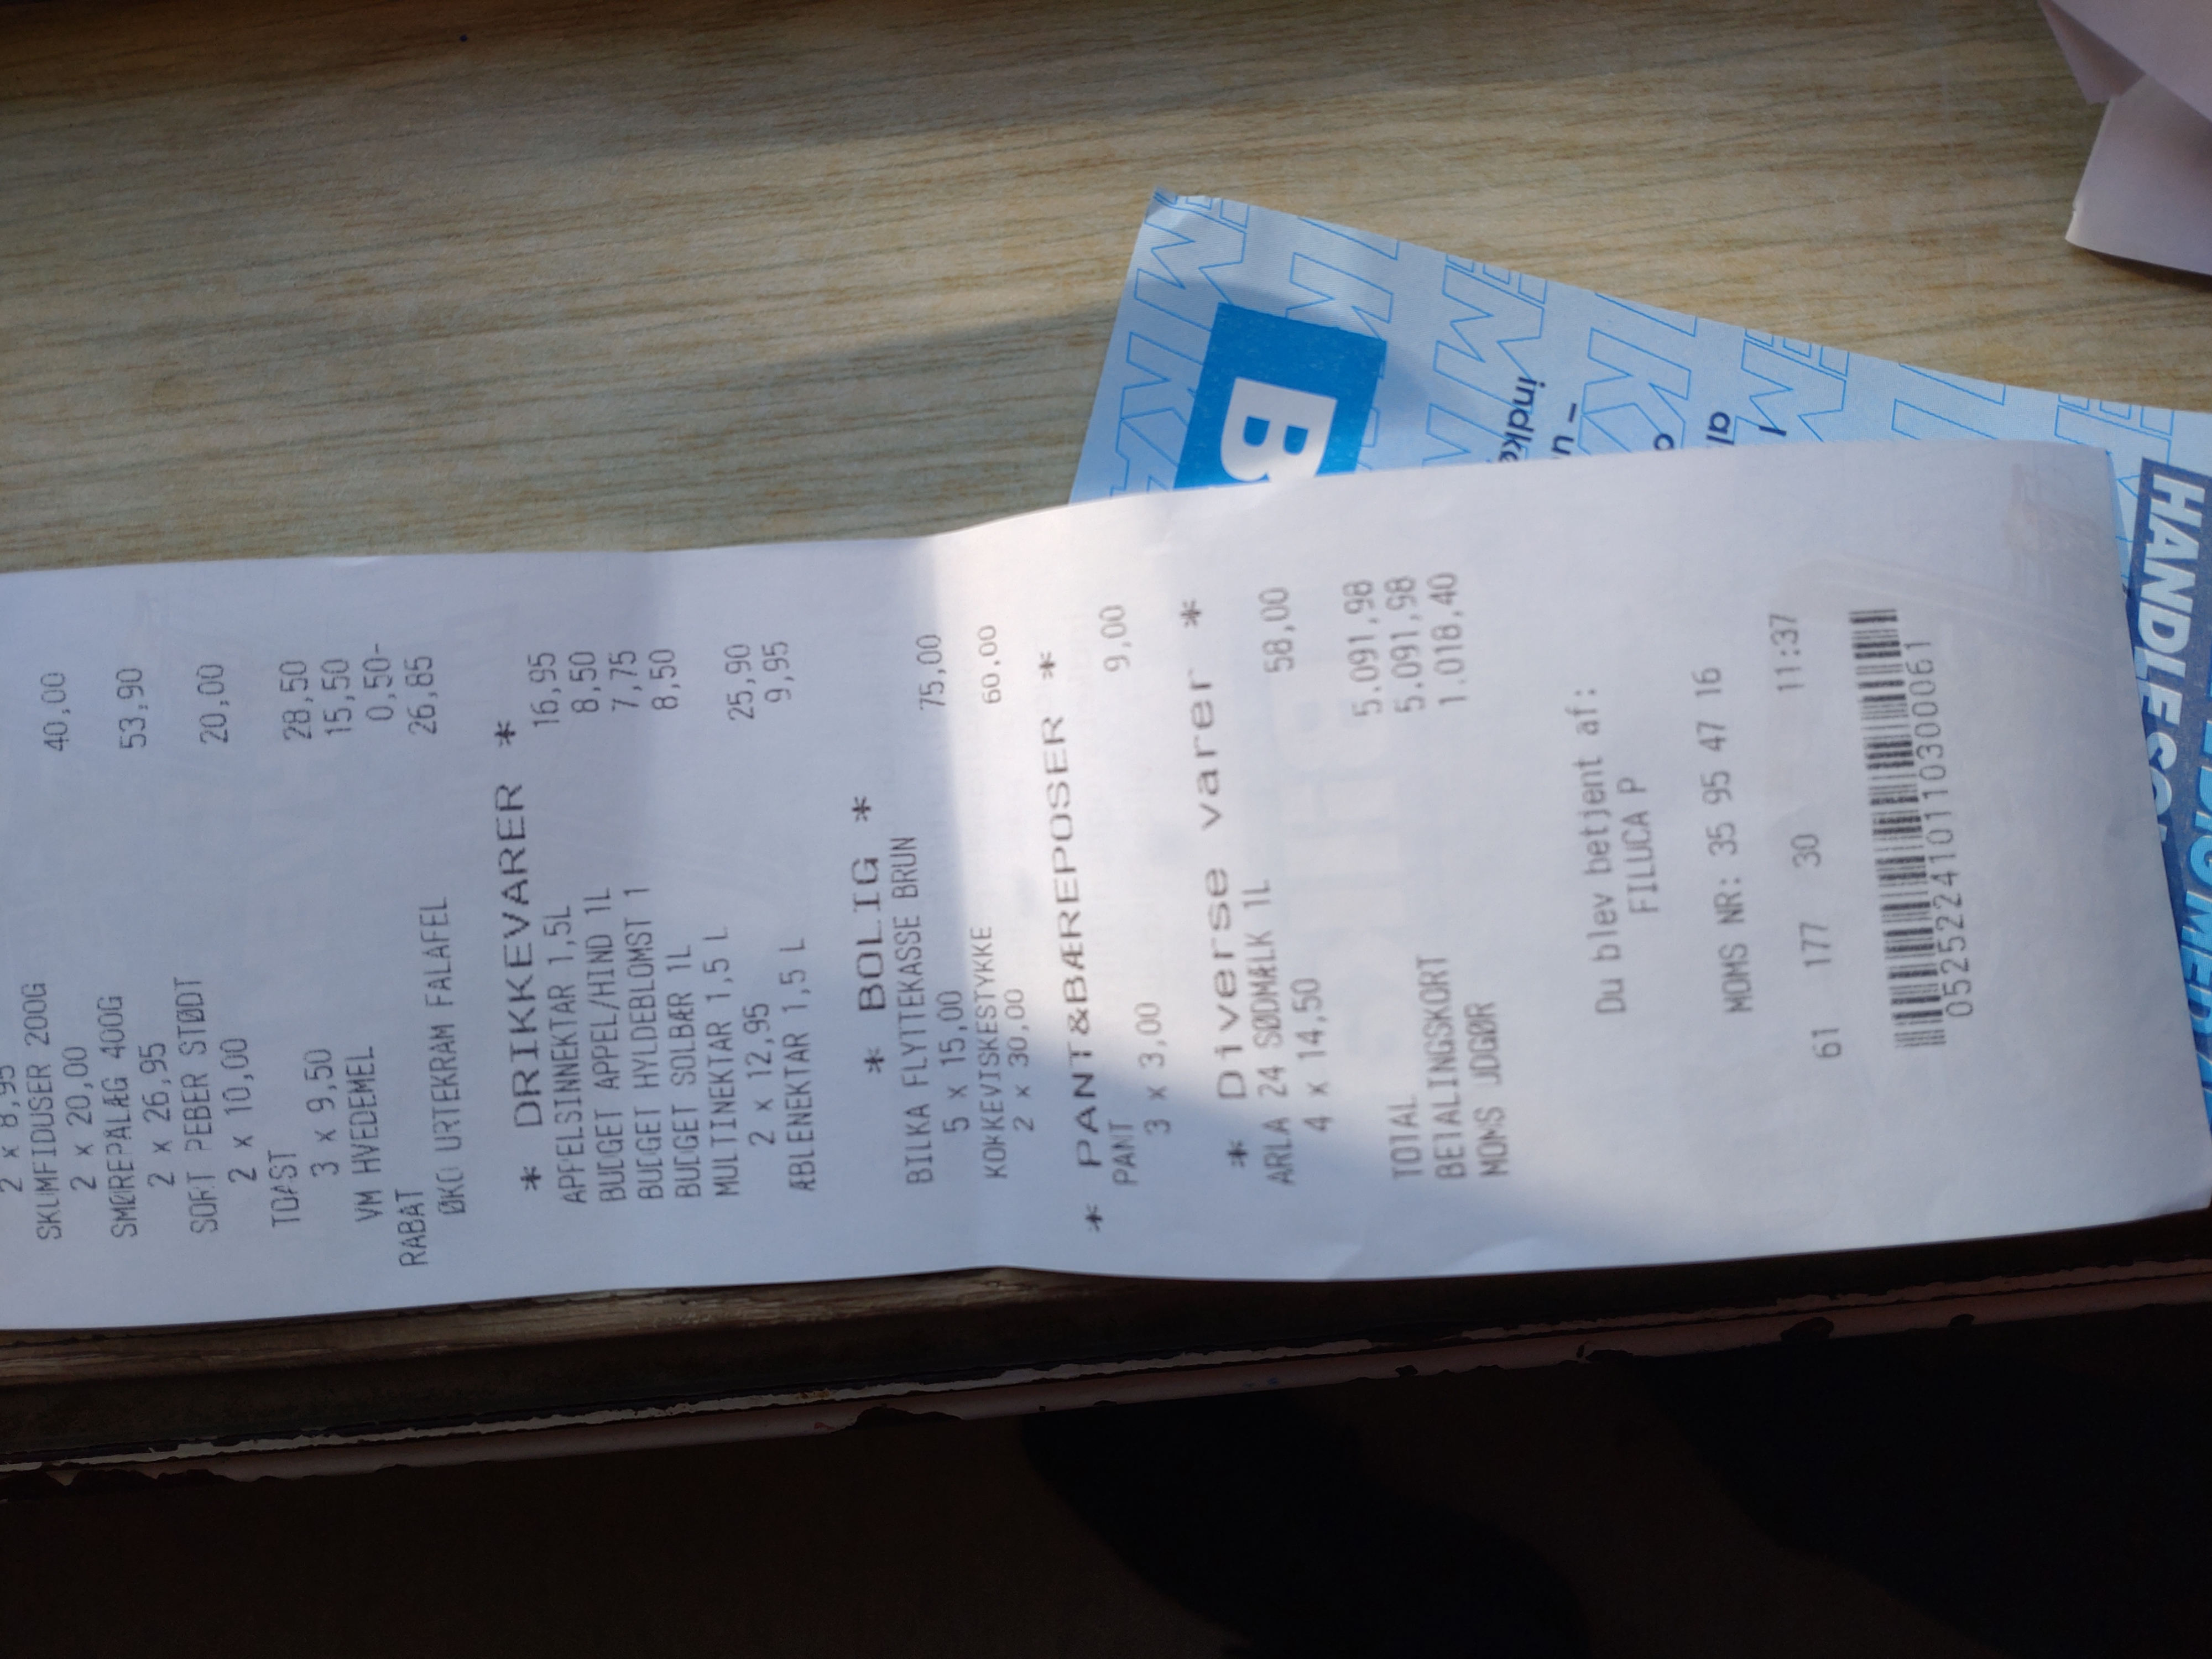 2 x 8,95
SKUMFIDUSER 200G
2 x 20,00 40,00
SMØREPÅLÆG 400G
2 x 26,95 53,90
SORT PEBER STØDT
2 x 10,00 20,00
TOAST
3 x 9,50 28,50
VM HVEDEMEL 15,50
RABAT 0,50-
ØKO URTEKRAM FALAFEL 26,85
* DRIKKEVARER *
APPELSINNEKTAR 1,5L 16,95
BUDGET APPEL/HIND 1L 8,50
BUDGET HYLDEBLOMST 1 7,75
BUDGET SOLBÆR 1L 8,50
MULTINEKTAR 1,5 L
2 x 12,95 25,90
ÆBLENEKTAR 1,5 L 9,95
* BOLIG *
BILKA FLYTTEKASSE BRUN
5 x 15,00 75,00
KOKKEVISKESTYKKE
2 x 30,00 60,00
* PANT&BÆREPOSER *
PANT
3 x 3,00 9,00
* Diverse varer *
ARLA 24 SØDMÆLK 1L
4 x 14,50 58,00
TOTAL 5.091,98
BETALINGSKORT 5.091,98
MOMS UDGØR 1.018,40
Du blev betjent af:
FILUCA P
MOMS NR: 35 95 47 16
61 177 30 11:37
052522410110300061
B
HANDLES